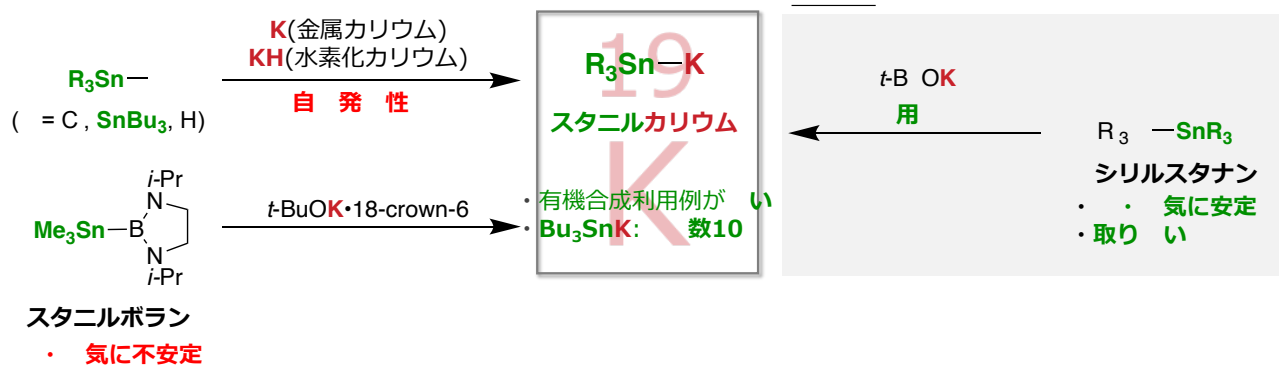 R₃Sn—
( = C , SnBu₃, H)
K(金属カリウム)
KH(水素化カリウム)
自 発 性
i-Pr
N
Me₃Sn—B
N
i-Pr
スタニルボラン
・ 気に不安定
t-BuOK•18-crown-6
19
K
R₃Sn—K
スタニルカリウム
・有機合成利用例が い
・Bu₃SnK: 数10
t-B OK
用
R ₃ —SnR₃
シリルスタナン
・ ・ 気に安定
・取り い